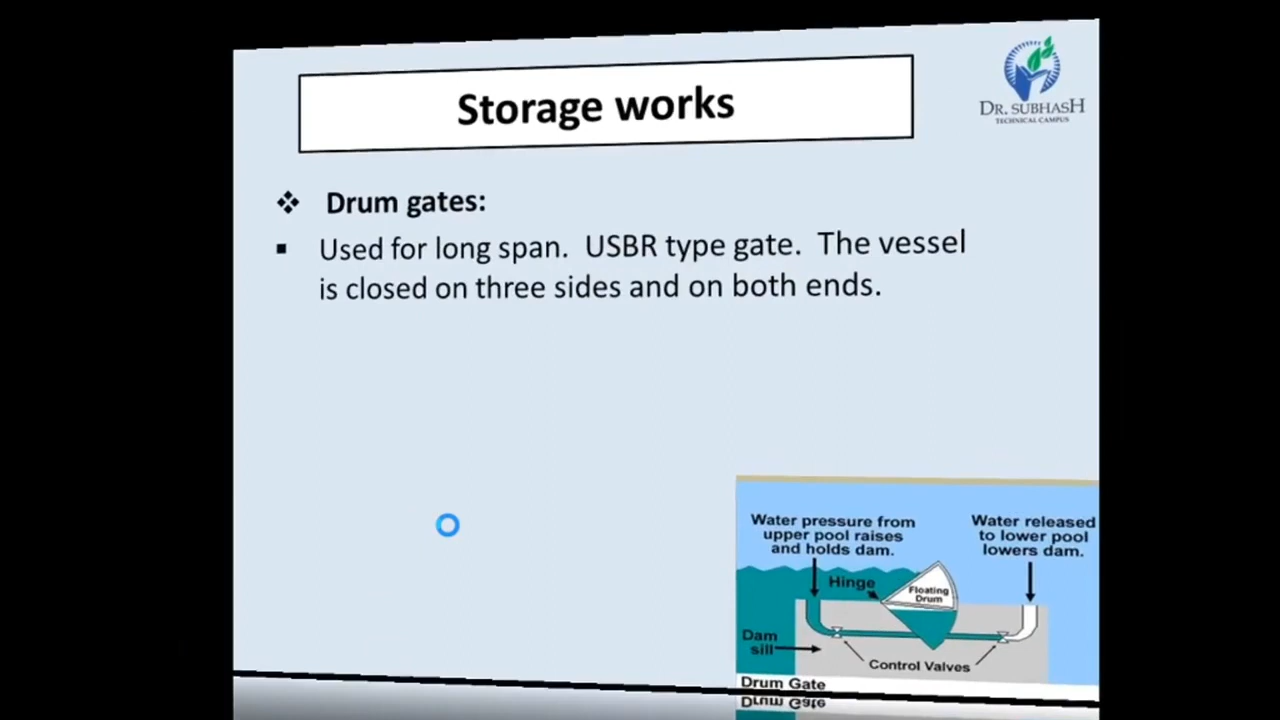 Storage works
DR. SUBHASH
TECHNICAL CAMPUS
Drum gates:
Used for long span. USBR type gate. The vessel
is closed on three sides and on both ends.
Water pressure from
upper pool raises
and holds dam.
Water released
to lower pool
lowers dam.
Hinge
Floating
Drum
Dam
sill
Control Valves
Drum Gate